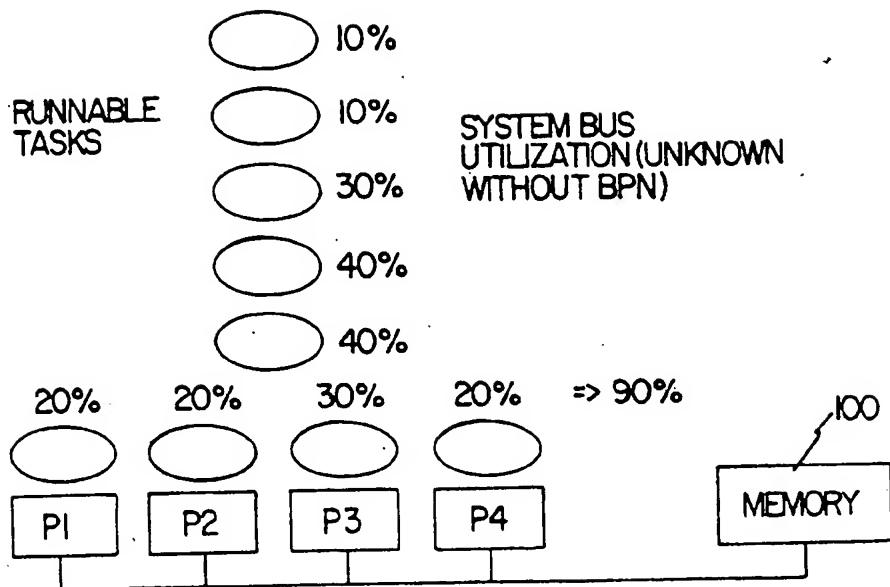 10%
RUNNABLE
TASKS
10%
SYSTEM BUS
UTILIZATION (UNKNOWN
WITHOUT BPN)
30%
40%
40%
20% 20% 30% 20% => 90%
100
P1 P2 P3 P4 MEMORY